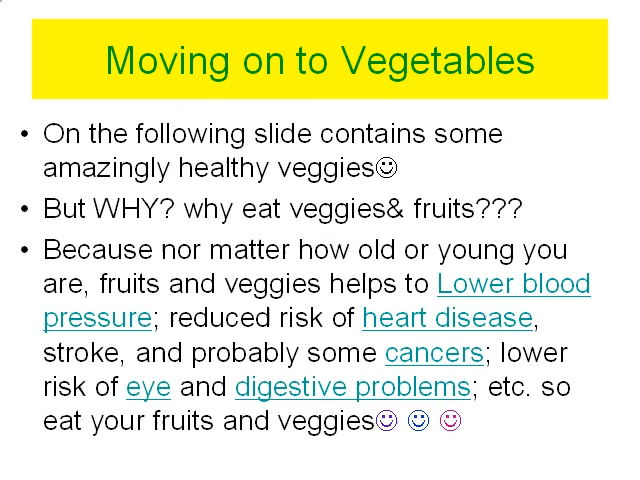 Moving on to Vegetables
• On the following slide contains some
amazingly healthy veggies☺
• But WHY? why eat veggies& fruits???
• Because nor matter how old or young you
are, fruits and veggies helps to Lower blood
pressure; reduced risk of heart disease,
stroke, and probably some cancers; lower
risk of eye and digestive problems; etc. so
eat your fruits and veggies☺ ☺ ☺